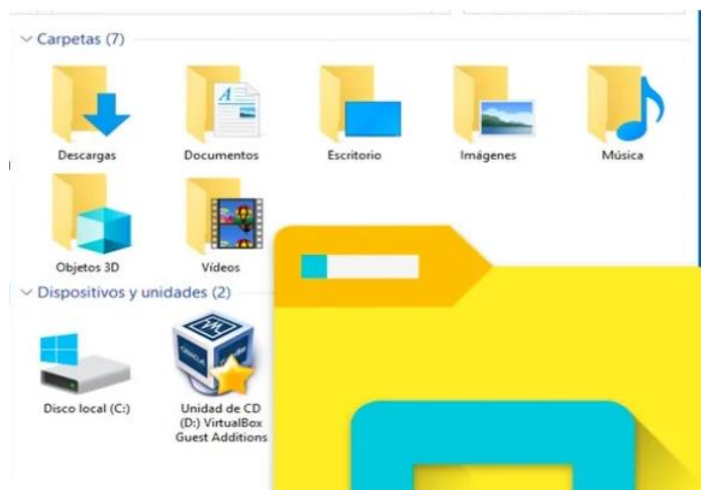 Carpetas (7)
Descargas
Documentos
Escritorio
Imágenes
Música
Objetos 3D
Vídeos
Dispositivos y unidades (2)
Disco local (C:)
Unidad de CD
(D:) VirtualBox
Guest Additions